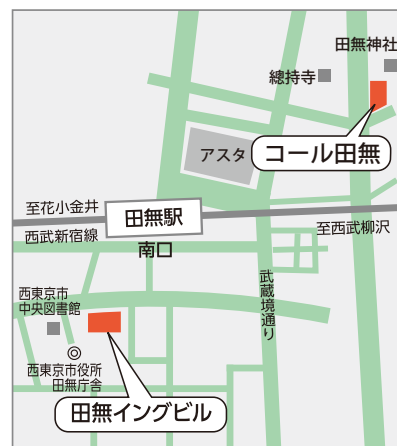 田無神社
總持寺
アスタ
コール田無
至花小金井
田無駅
西武新宿線
南口
至西武柳沢
武蔵境通り
西東京市
中央図書館
西東京市役所
田無庁舎
田無イングビル